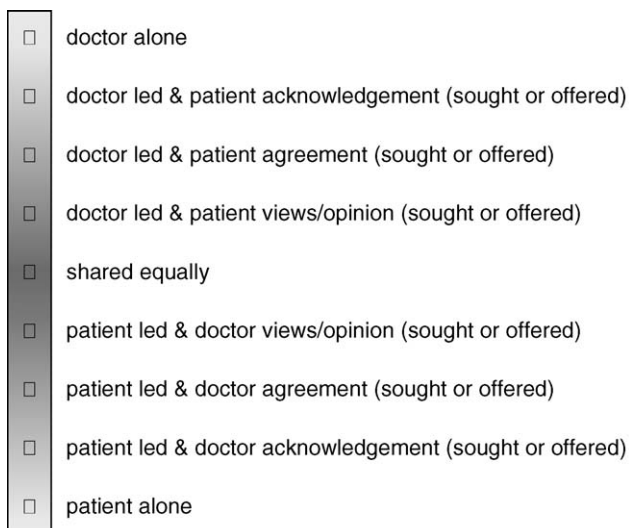 doctor alone
doctor led & patient acknowledgement (sought or offered)
doctor led & patient agreement (sought or offered)
doctor led & patient views/opinion (sought or offered)
shared equally
patient led & doctor views/opinion (sought or offered)
patient led & doctor agreement (sought or offered)
patient led & doctor acknowledgement (sought or offered)
patient alone